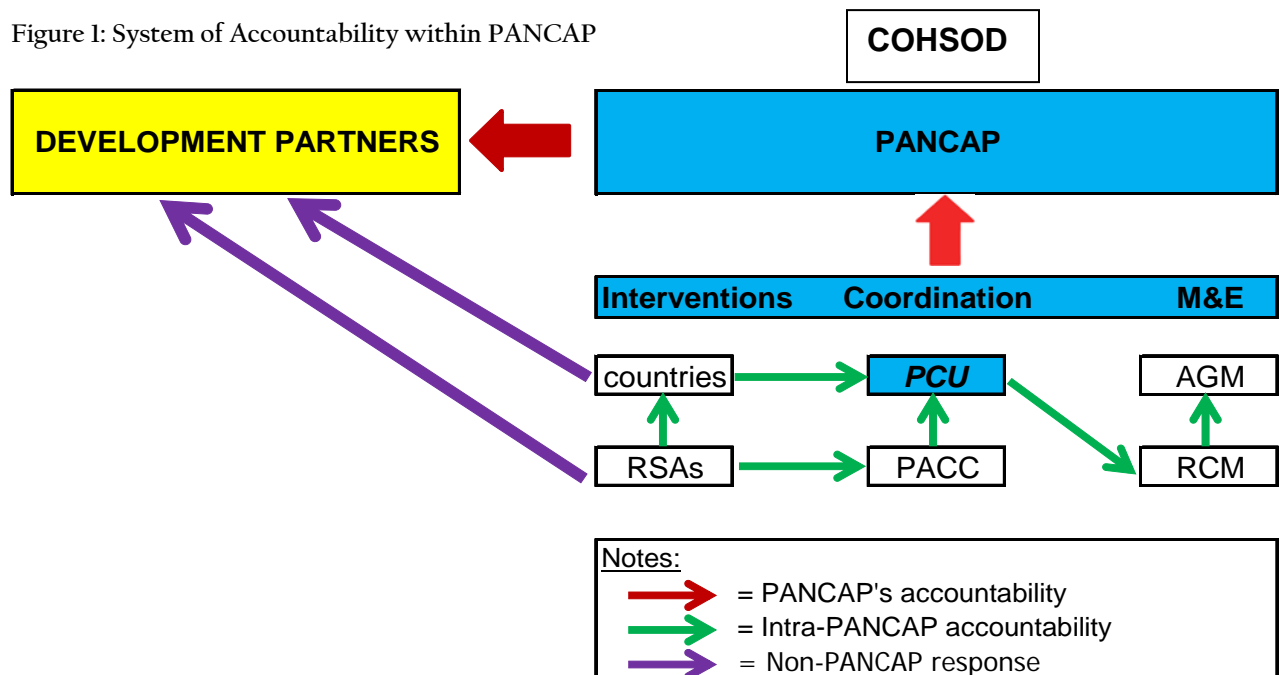 Figure 1: System of Accountability within PANCAP
COHSOD
DEVELOPMENT PARTNERS
PANCAP
Interventions Coordination M&E
countries PCU AGM
RSAs PACC RCM
Notes:
= PANCAP's accountability
= Intra-PANCAP accountability
= Non-PANCAP response